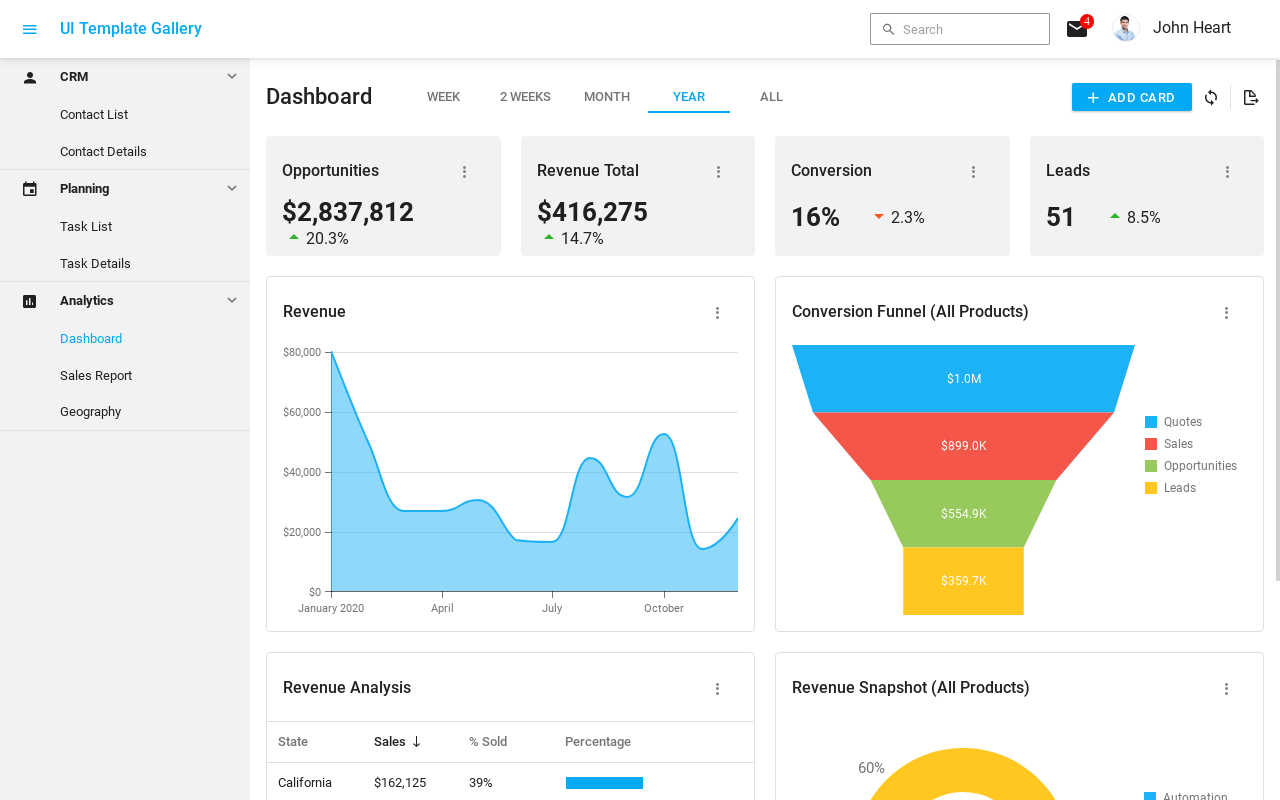 UI Template Gallery
Search
4
John Heart
CRM
Contact List
Contact Details
Planning
Task List
Task Details
Analytics
Dashboard
Sales Report
Geography
Dashboard
WEEK
2 WEEKS
MONTH
YEAR
ALL
ADD CARD
Opportunities
$2,837,812
20.3%
Revenue Total
$416,275
14.7%
Conversion
16%
2.3%
Leads
51
8.5%
Revenue
$80,000
$60,000
$40,000
$20,000
$0
January 2020
April
July
October
Conversion Funnel (All Products)
$1.0M
$899.0K
$554.9K
$359.7K
Quotes
Sales
Opportunities
Leads
Revenue Analysis
State
Sales
% Sold
Percentage
California
$162,125
39%
Revenue Snapshot (All Products)
60%
Automation